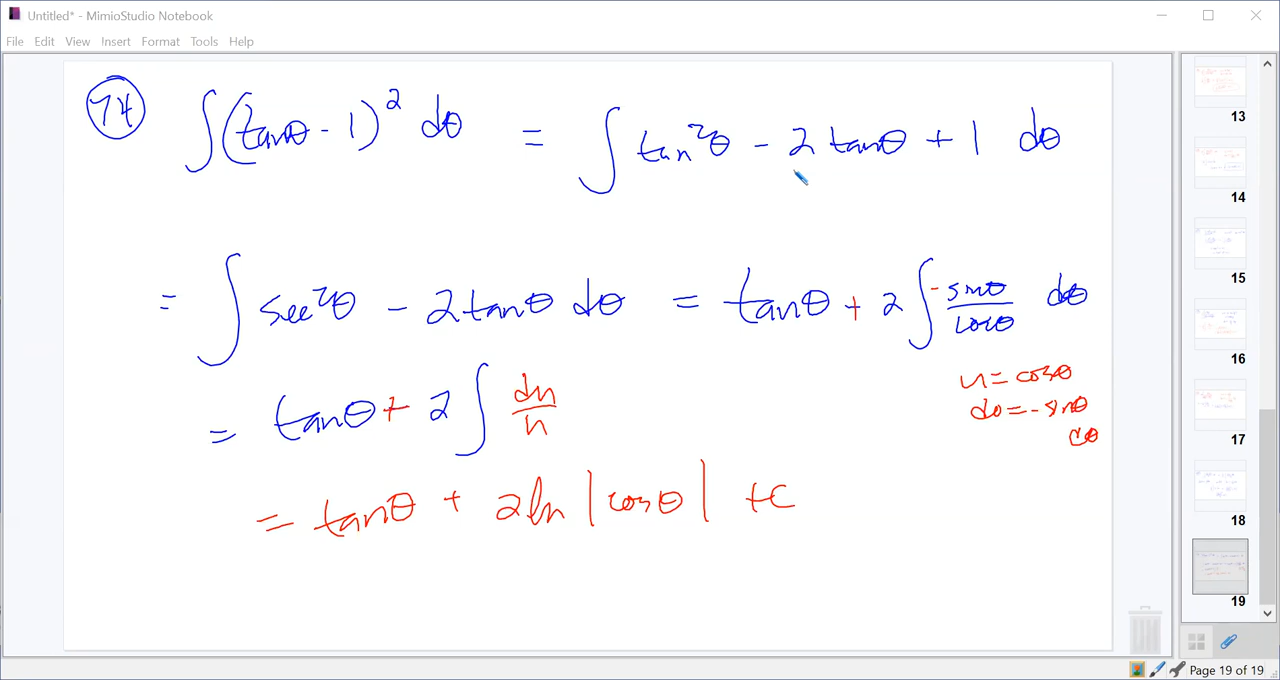 Untitled* - MimioStudio Notebook
File Edit View Insert Format Tools Help
74 ∫(tanθ - 1)² dθ = ∫ tan²θ - 2tanθ + 1 dθ
= ∫ sec²θ - 2tanθ dθ = tanθ + 2 ∫ - sinθ/cosθ dθ
u = cosθ
du = - sinθ
dθ
= tanθ + 2 ∫ du/u
= tanθ + 2ln |cosθ| + c
13
14
15
16
17
18
19
Page 19 of 19